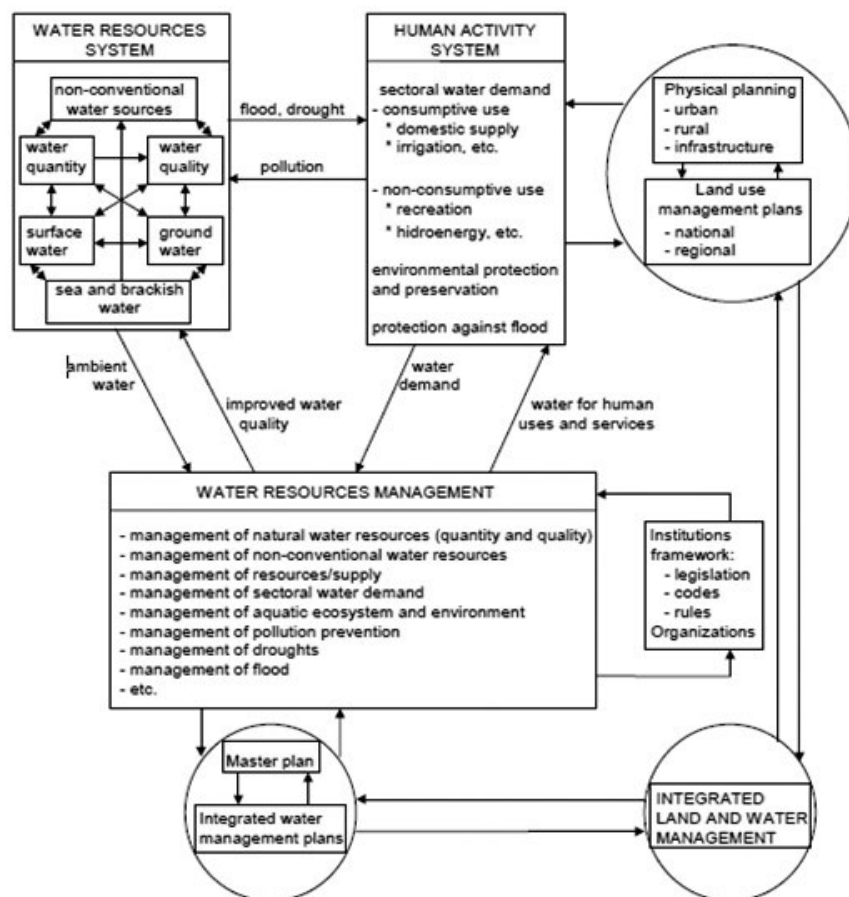 WATER RESOURCES
SYSTEM
non-conventional
water sources
water
quantity
water
quality
surface
water
ground
water
sea and brackish
water
flood, drought
pollution
HUMAN ACTIVITY
SYSTEM
sectoral water demand
- consumptive use
* domestic supply
* irrigation, etc.
- non-consumptive use
* recreation
* hidroenergy, etc.
environmental protection
and preservation
protection against flood
Physical planning
- urban
- rural
- infrastructure
Land use
management plans
- national
- regional
ambient
water
improved water
quality
water
demand
water for human
uses and services
WATER RESOURCES MANAGEMENT
- management of natural water resources (quantity and quality)
- management of non-conventional water resources
- management of resources/supply
- management of sectoral water demand
- management of aquatic ecosystem and environment
- management of pollution prevention
- management of droughts
- management of flood
- etc.
Institutions
framework:
- legislation
- codes
- rules
Organizations
Master plan
Integrated water
management plans
INTEGRATED
LAND AND WATER
MANAGEMENT